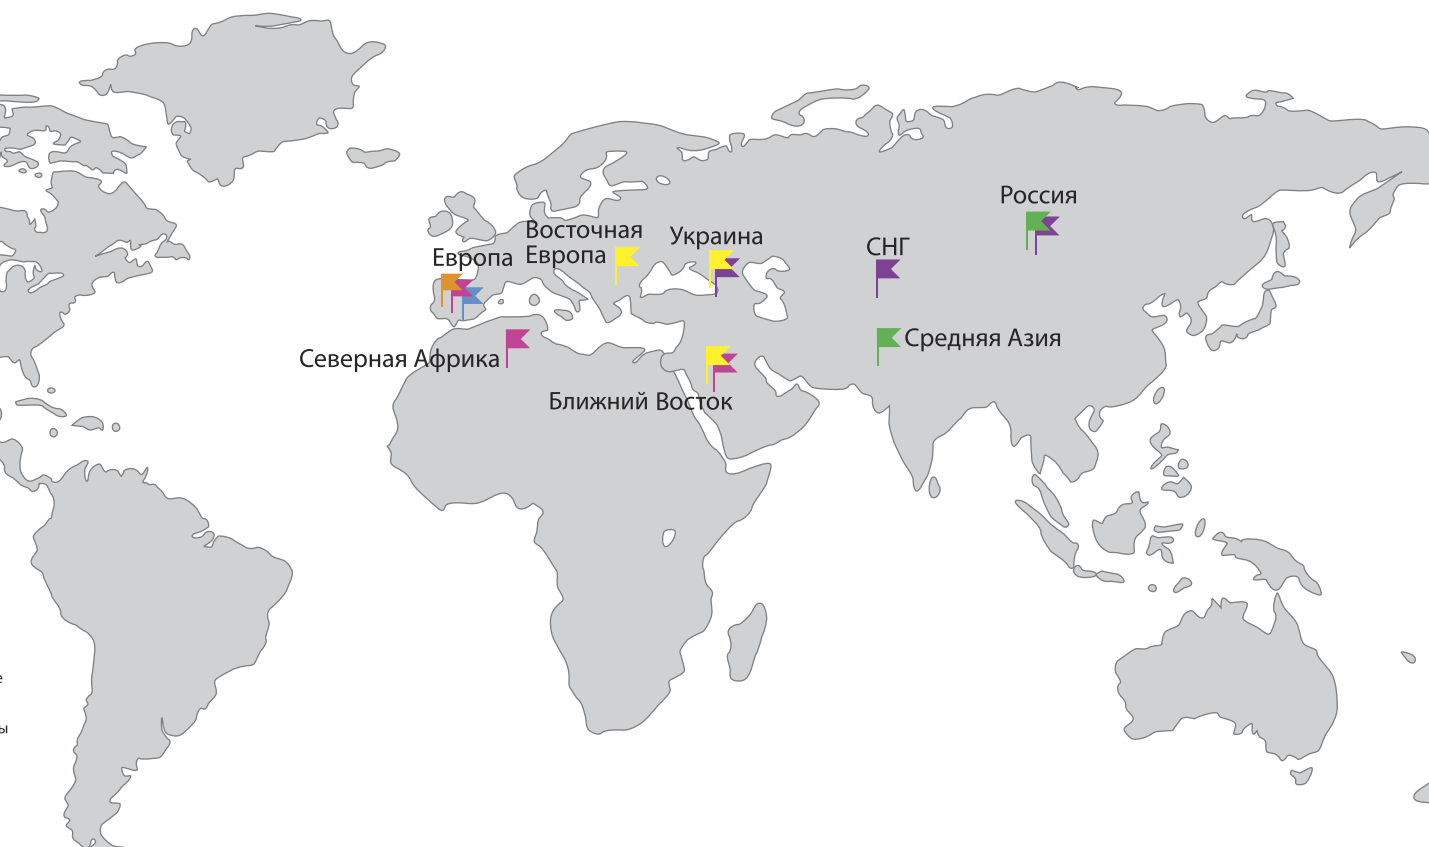 Россия
Восточная
Европа
Украина
СНГ
Европа
Средняя Азия
Северная Африка
Ближний Восток
е
ы